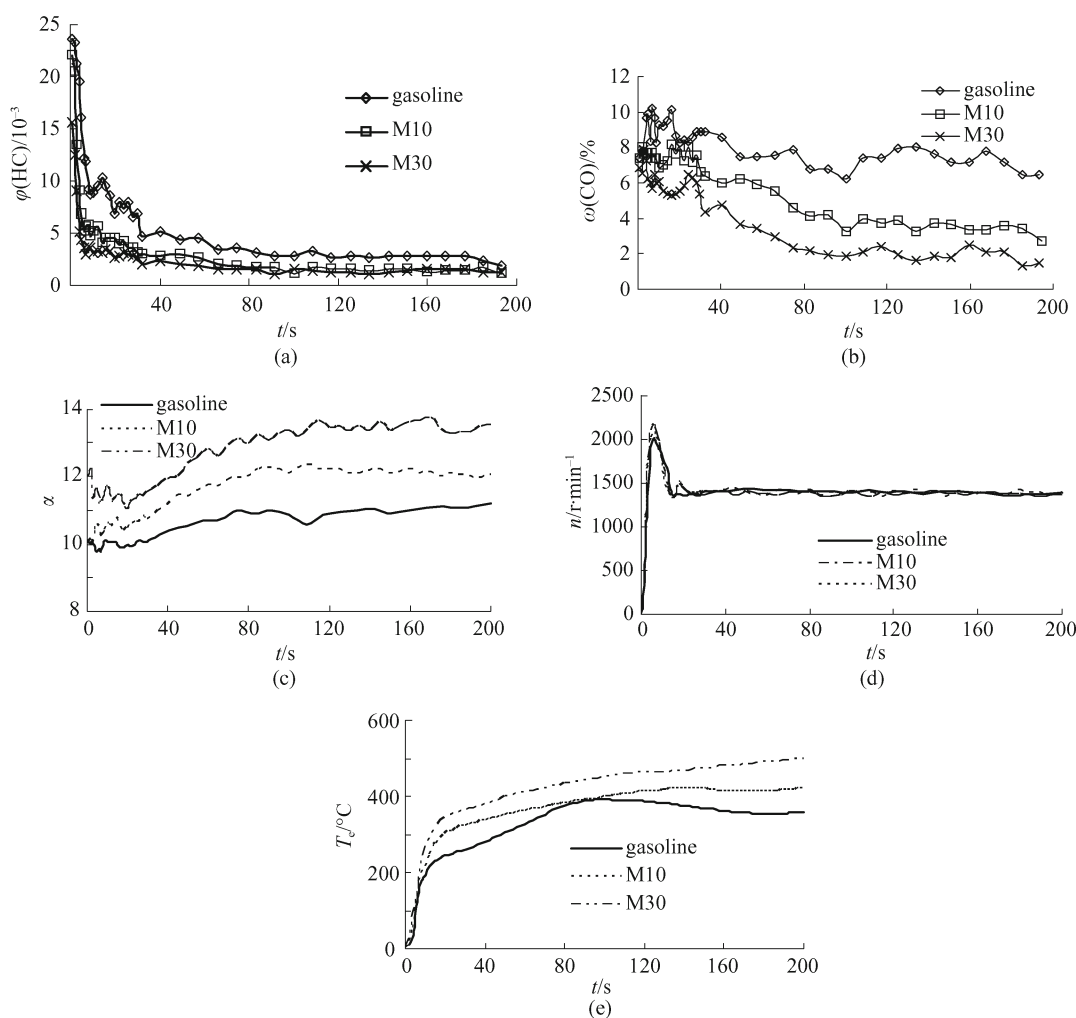 25
20
15
10
5
0
φ(HC)/10⁻³
gasoline
M10
M30
40 80 120 160 200
t/s
(a)
12
10
8
6
4
2
0
ω(CO)/%
gasoline
M10
M30
0 40 80 120 160 200
t/s
(b)
14
12
10
8
α
gasoline
M10
M30
0 40 80 120 160 200
t/s
(c)
2500
2000
1500
1000
500
0
n/r·min⁻¹
gasoline
M10
M30
0 40 80 120 160 200
t/s
(d)
600
400
200
0
Tₑ/°C
gasoline
M10
M30
0 40 80 120 160 200
t/s
(e)